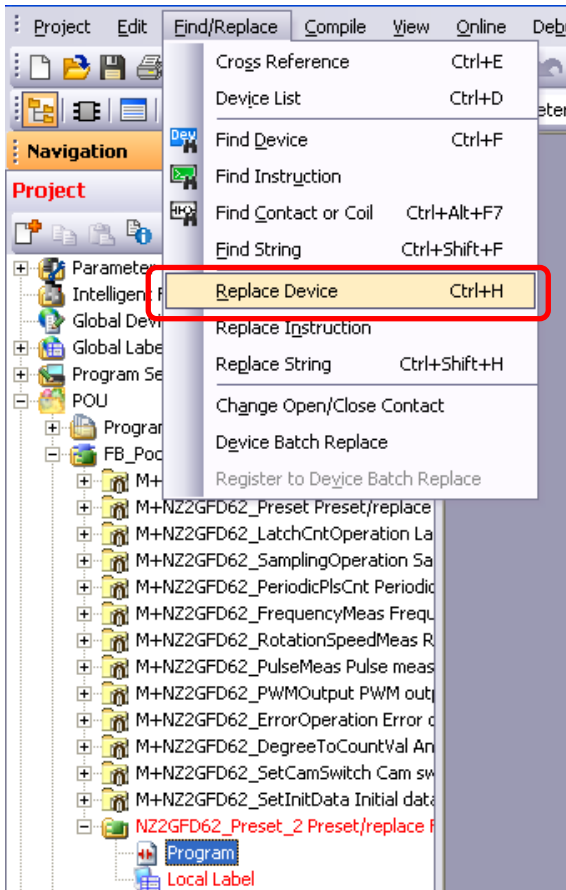 Project Edit Find/Replace Compile View Online
Cross Reference Ctrl+E
Device List Ctrl+D
Dev Find Device Ctrl+F
Find Instruction
Find Contact or Coil Ctrl+Alt+F7
Find String Ctrl+Shift+F
Replace Device Ctrl+H
Replace Instruction
Replace String Ctrl+Shift+H
Change Open/Close Contact
Device Batch Replace
Register to Device Batch Replace
Navigation
Project
Parameter
Intelligent
Global
Global
Program
POU
M+NZ2GFD62_Preset Preset/replace
M+NZ2GFD62_LatchCntOperation La
M+NZ2GFD62_SamplingOperation Sa
M+NZ2GFD62_PeriodicPlsCnt Periodic
M+NZ2GFD62_FrequencyMeas Frequ
M+NZ2GFD62_RotationSpeedMeas R
M+NZ2GFD62_PulseMeas Pulse meas
M+NZ2GFD62_PWMOutput PWM out
M+NZ2GFD62_ErrorOperation Error
M+NZ2GFD62_DegreeToCountVal An
M+NZ2GFD62_SetCamSwitch Cam sw
M+NZ2GFD62_SetInitData Initial data
NZ2GFD62_Preset_2 Preset/replace
Program
Local Label